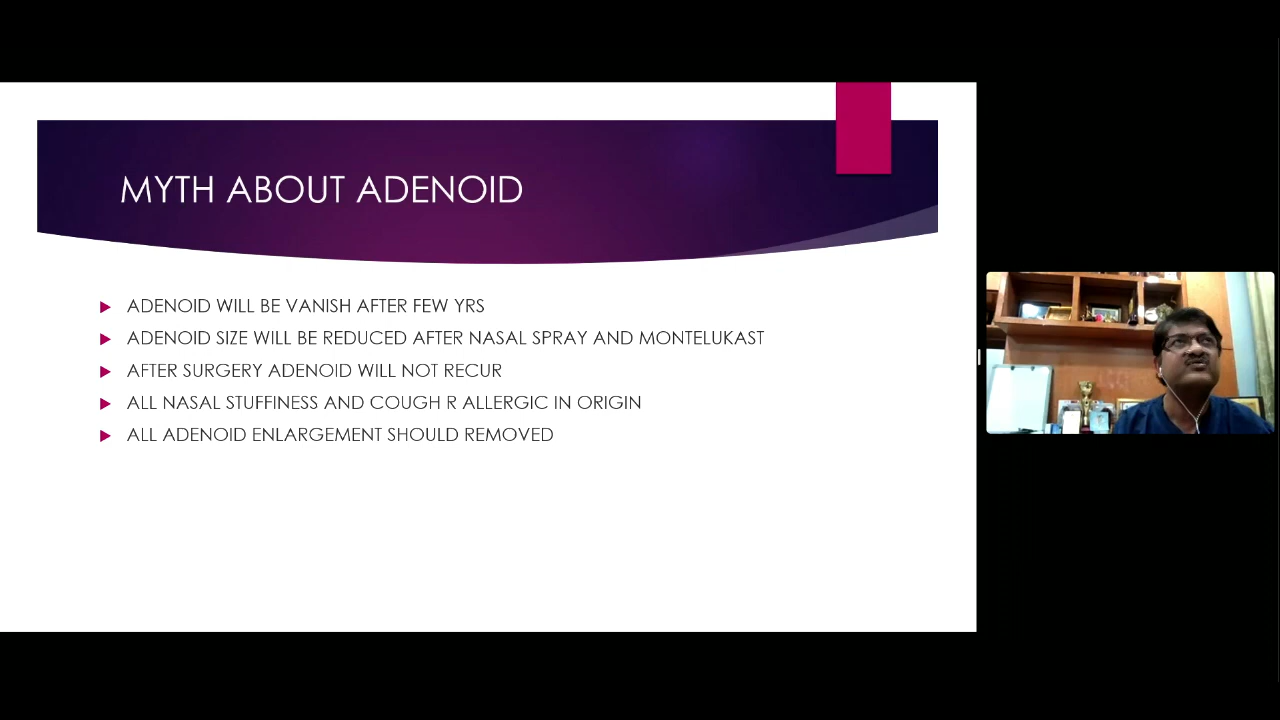 MYTH ABOUT ADENOID
ADENOID WILL BE VANISH AFTER FEW YRS
ADENOID SIZE WILL BE REDUCED AFTER NASAL SPRAY AND MONTELUKAST
AFTER SURGERY ADENOID WILL NOT RECUR
ALL NASAL STUFFINESS AND COUGH R ALLERGIC IN ORIGIN
ALL ADENOID ENLARGEMENT SHOULD REMOVED